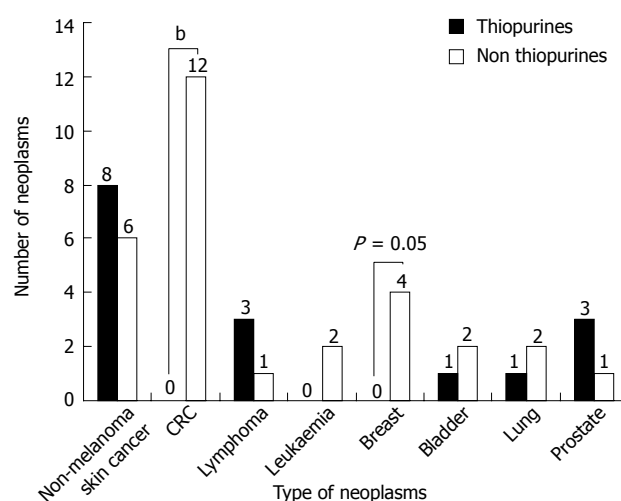 14
12
10
8
6
4
2
0
Number of neoplasms
Thiopurines
Non thiopurines
8
6
b
0
12
3
1
0
2
P = 0.05
0
4
1
2
1
2
3
1
Non-melanoma
skin cancer
CRC
Lymphoma
Leukaemia
Breast
Bladder
Lung
Prostate
Type of neoplasms